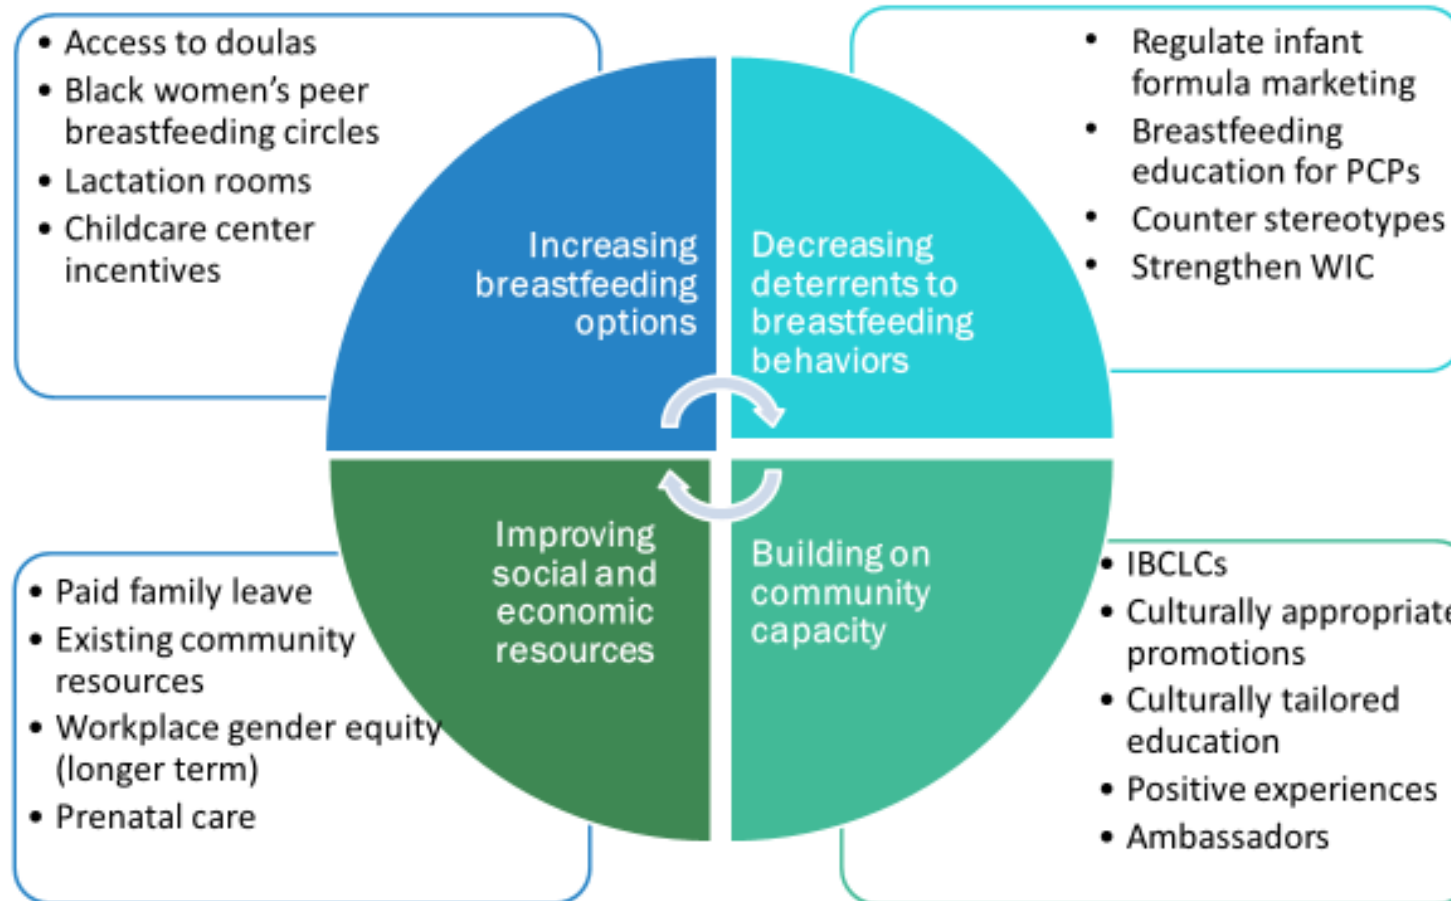 • Access to doulas
• Black women's peer
breastfeeding circles
• Lactation rooms
• Childcare center
incentives
• Regulate infant
formula marketing
• Breastfeeding
education for PCPs
• Counter stereotypes
• Strengthen WIC
Increasing
breastfeeding
options
Decreasing
deterrents to
breastfeeding
behaviors
Improving
social and
economic
resources
Building on
community
capacity
• Paid family leave
• Existing community
resources
• Workplace gender equity
(longer term)
• Prenatal care
• IBCLCs
• Culturally appropriate
promotions
• Culturally tailored
education
• Positive experiences
• Ambassadors